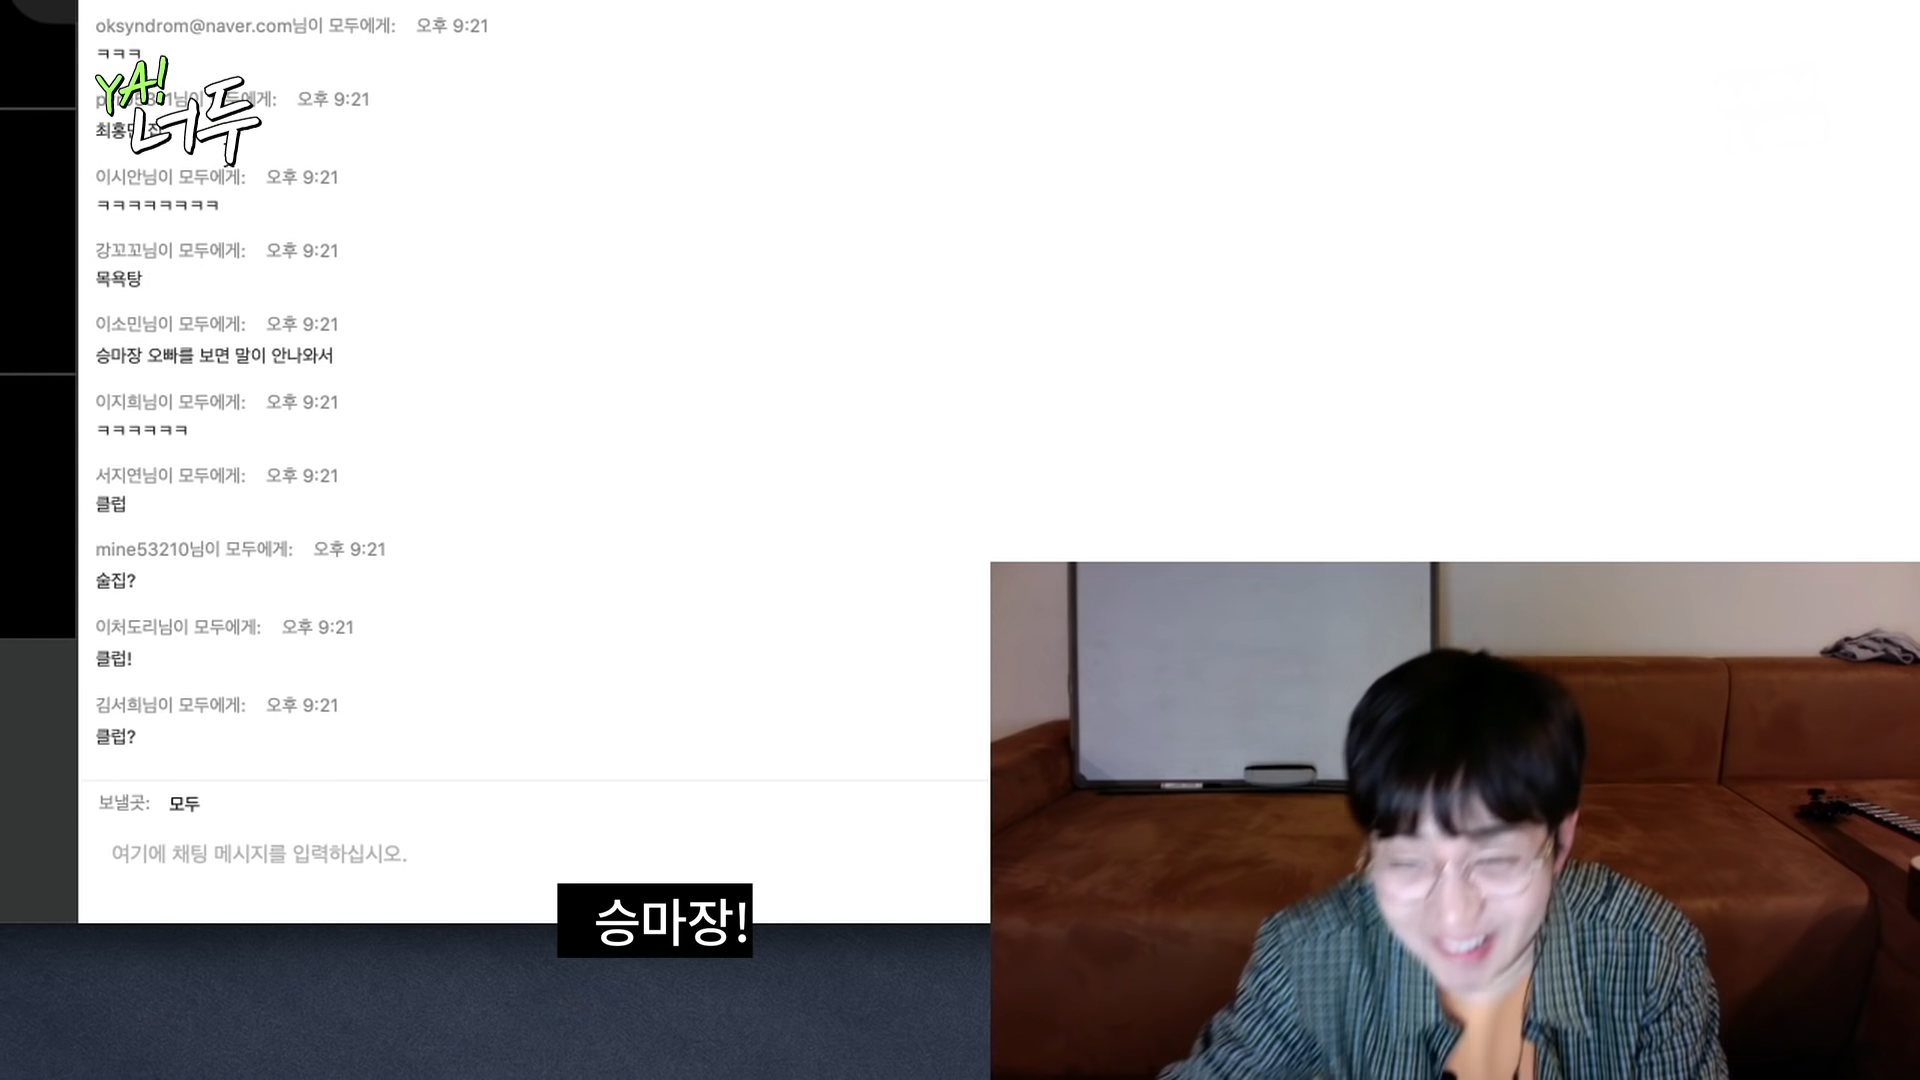 oksyndrom@naver.com님이 모두에게: 오후 9:21
ㅋㅋㅋ
YA!
너두
오후 9:21
이시안님이 모두에게: 오후 9:21
ㅋㅋㅋㅋㅋㅋㅋㅋ
강꼬꼬님이 모두에게: 오후 9:21
목욕탕
이소민님이 모두에게: 오후 9:21
승마장 오빠를 보면 말이 안나와서
이지희님이 모두에게: 오후 9:21
ㅋㅋㅋㅋㅋㅋ
서지연님이 모두에게: 오후 9:21
클럽
mine53210님이 모두에게: 오후 9:21
술집?
이처도리님이 모두에게: 오후 9:21
클럽!
김서희님이 모두에게: 오후 9:21
클럽?
보낼곳: 모두
여기에 채팅 메시지를 입력하십시오.
승마장!